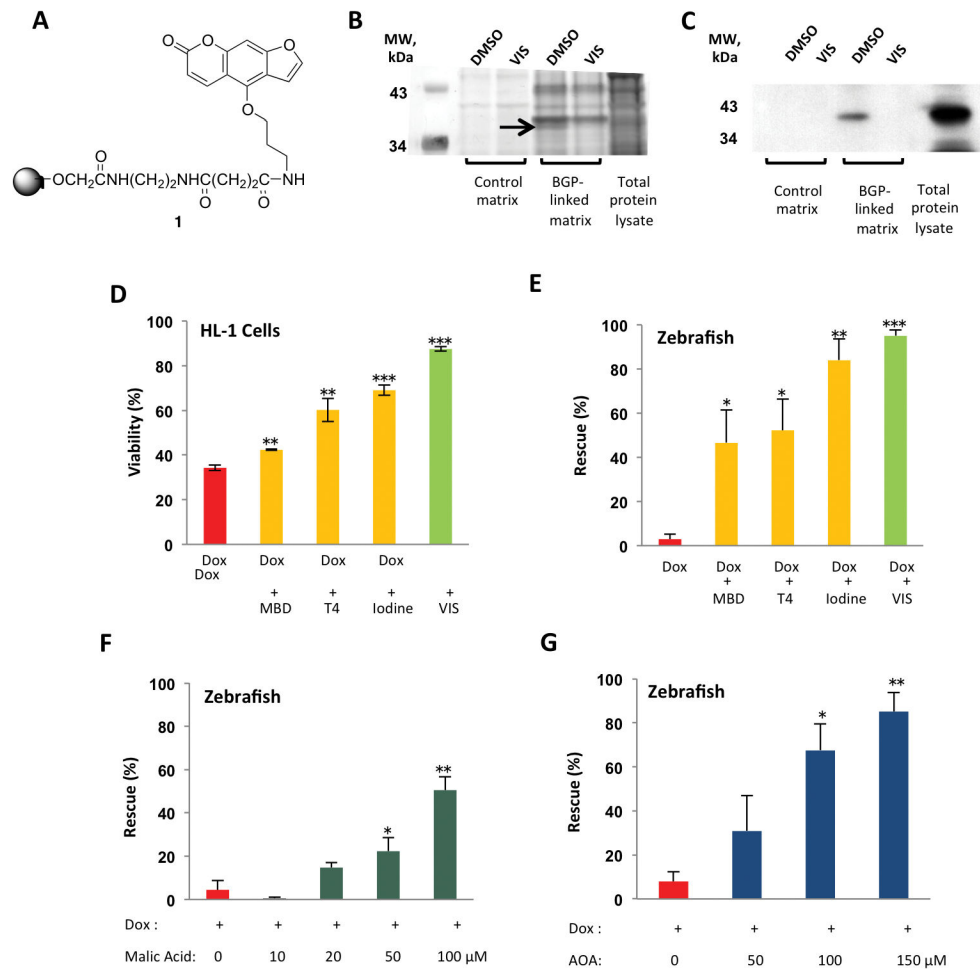 A
O
O
O
O
O
OCH₂CNH(CH₂)₂NHC(CH₂)₂C—NH
O
O
1
B
MW, kDa
DMSO
VIS
DMSO
VIS
43
34
Control matrix
BGP-linked matrix
Total protein lysate
C
MW, kDa
DMSO
VIS
DMSO
VIS
43
34
Control matrix
BGP-linked matrix
Total protein lysate
D
HL-1 Cells
Viability (%)
100
80
60
40
20
0
** ** *** ***
Dox Dox Dox Dox
Dox
+ + + +
MBD T4 Iodine VIS
E
Zebrafish
Rescue (%)
100
80
60
40
20
0
* * ** ***
Dox Dox Dox Dox Dox
+ + + +
MBD T4 Iodine VIS
F
Zebrafish
Rescue (%)
100
80
60
40
20
0
* **
Dox : + + + + +
Malic Acid: 0 10 20 50 100 µM
G
Zebrafish
Rescue (%)
100
80
60
40
20
0
* **
Dox : + + + +
AOA: 0 50 100 150 µM